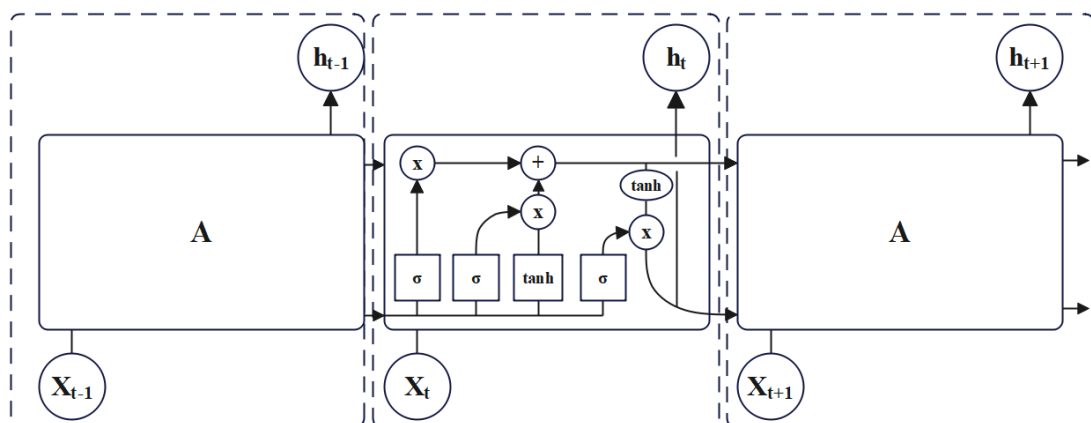 h_{t-1} h_t h_{t+1}
x +
tanh
A x x A
σ σ tanh σ
X_{t-1} X_t X_{t+1}